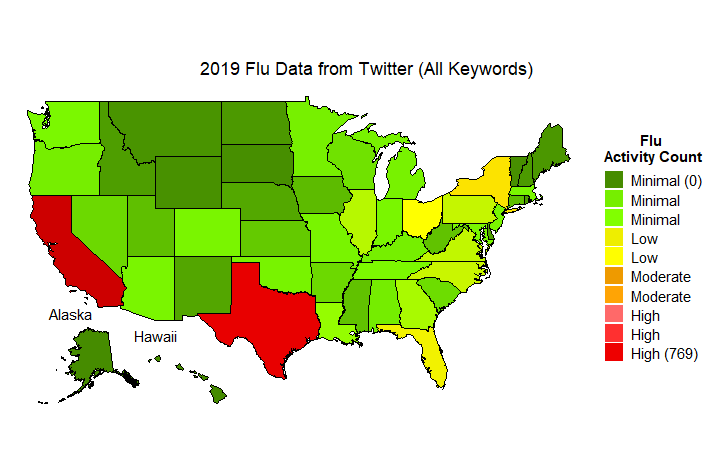 2019 Flu Data from Twitter (All Keywords)
Flu
Activity Count
Minimal (0)
Minimal
Minimal
Low
Low
Moderate
Moderate
High
High
High (769)
Alaska
Hawaii